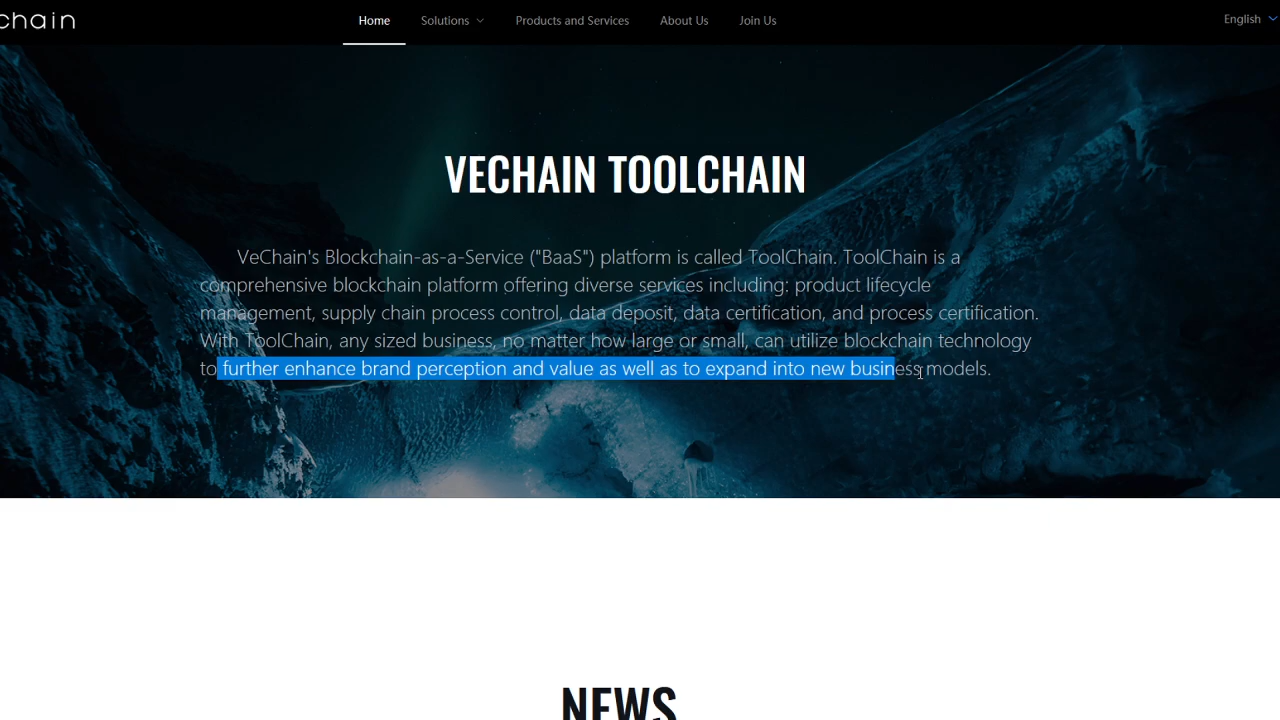 chain
Home Solutions Products and Services About Us Join Us English
VECHAIN TOOLCHAIN
VeChain's Blockchain-as-a-Service ("BaaS") platform is called ToolChain. ToolChain is a
comprehensive blockchain platform offering diverse services including: product lifecycle
management, supply chain process control, data deposit, data certification, and process certification.
With ToolChain, any sized business, no matter how large or small, can utilize blockchain technology
to further enhance brand perception and value as well as to expand into new business models.
NEWS